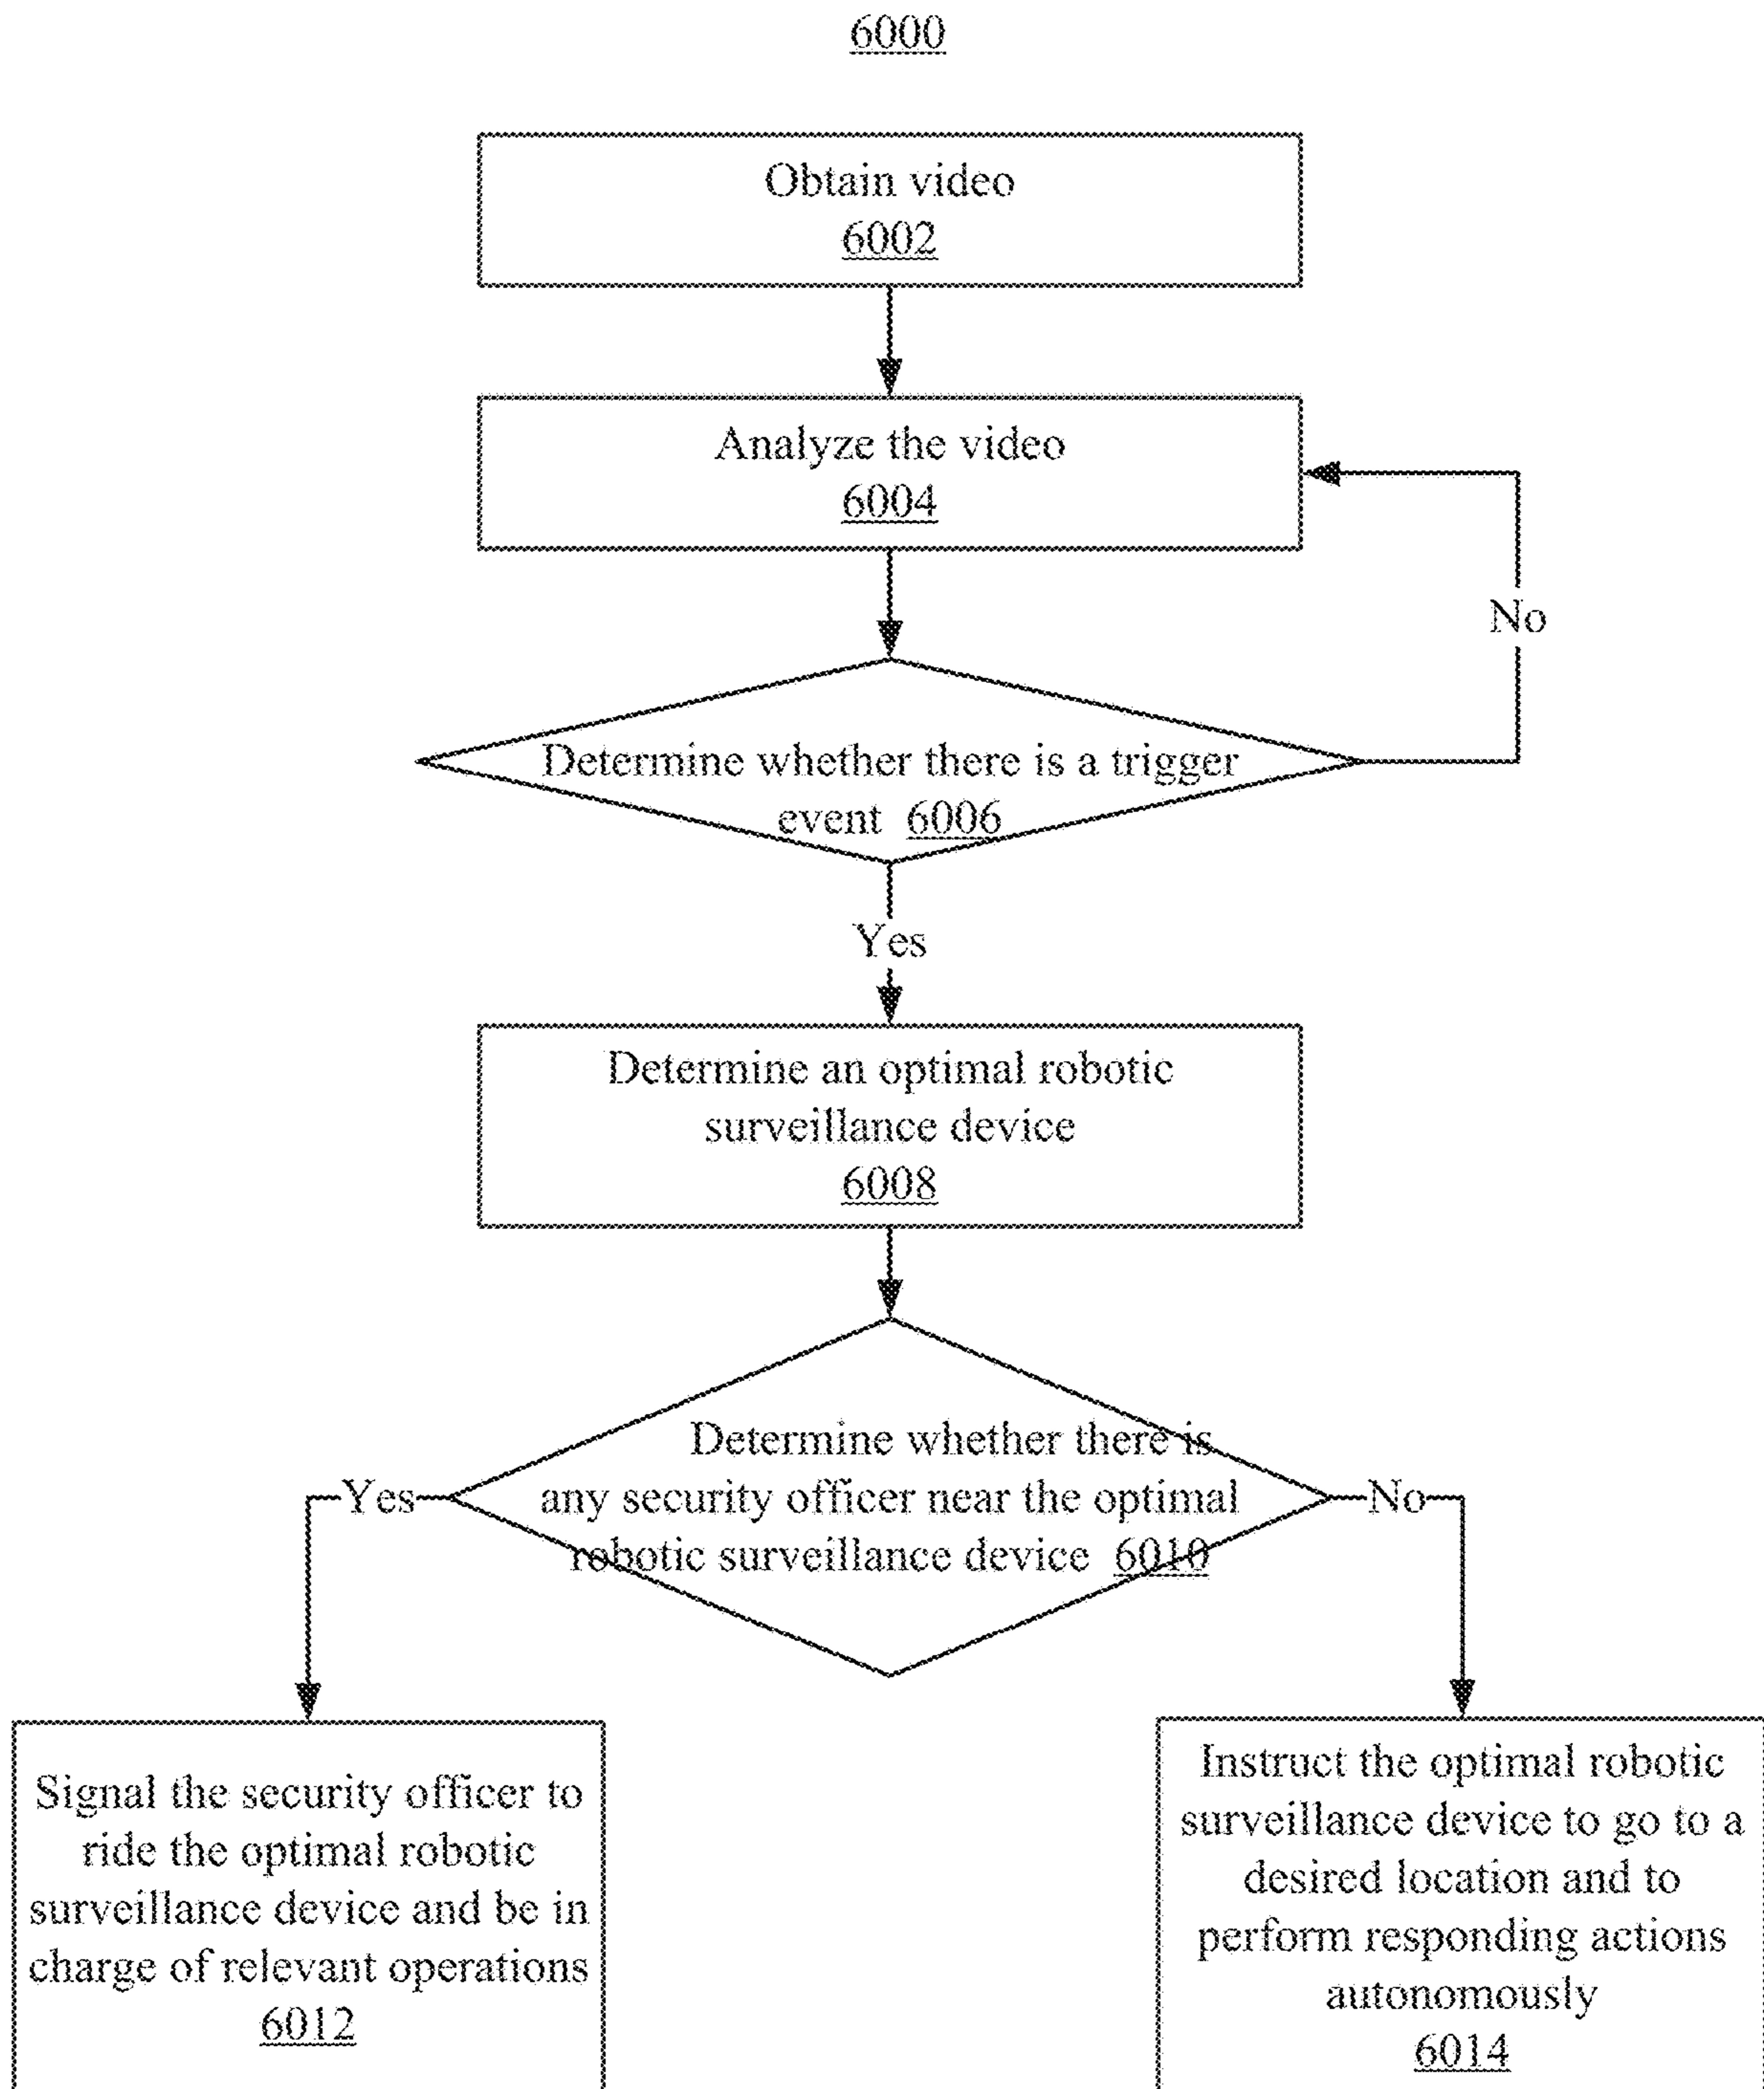 6000
Obtain video
6002
Analyze the video
6004
No
Determine whether there is a trigger
event 6006
Yes
Determine an optimal robotic
surveillance device
6008
Determine whether there is
any security officer near the optimal
robotic surveillance device 6010
Yes
No
Signal the security officer to
ride the optimal robotic
surveillance device and be in
charge of relevant operations
6012
Instruct the optimal robotic
surveillance device to go to a
desired location and to
perform responding actions
autonomously
6014